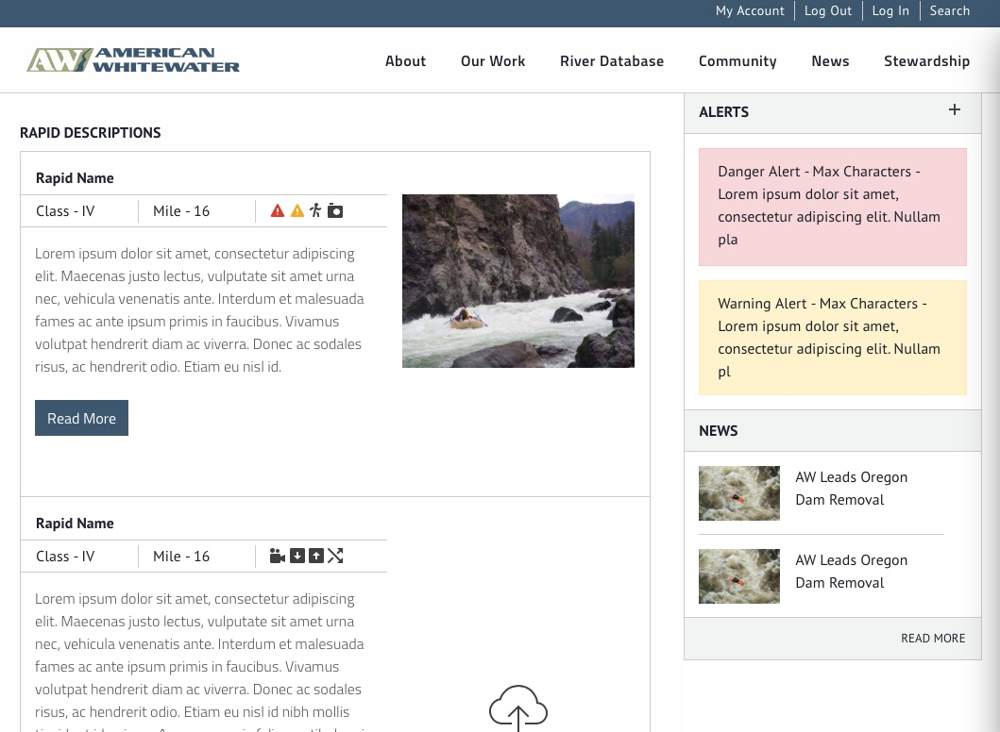 My Account
Log Out
Log In
Search
AW AMERICAN
WHITEWATER
About
Our Work
River Database
Community
News
Stewardship
RAPID DESCRIPTIONS
Rapid Name
Class - IV
Mile - 16
Lorem ipsum dolor sit amet, consectetur adipiscing
elit. Maecenas justo lectus, vulputate sit amet urna
nec, vehicula venenatis ante. Interdum et malesuada
fames ac ante ipsum primis in faucibus. Vivamus
volutpat hendrerit diam ac viverra. Donec ac sodales
risus, ac hendrerit odio. Etiam eu nisl id.
Read More
Rapid Name
Class - IV
Mile - 16
Lorem ipsum dolor sit amet, consectetur adipiscing
elit. Maecenas justo lectus, vulputate sit amet urna
nec, vehicula venenatis ante. Interdum et malesuada
fames ac ante ipsum primis in faucibus. Vivamus
volutpat hendrerit diam ac viverra. Donec ac sodales
risus, ac hendrerit odio. Etiam eu nisl id nibh mollis
ALERTS
Danger Alert - Max Characters -
Lorem ipsum dolor sit amet,
consectetur adipiscing elit. Nullam
pla
Warning Alert - Max Characters -
Lorem ipsum dolor sit amet,
consectetur adipiscing elit. Nullam
pl
NEWS
AW Leads Oregon
Dam Removal
AW Leads Oregon
Dam Removal
READ MORE